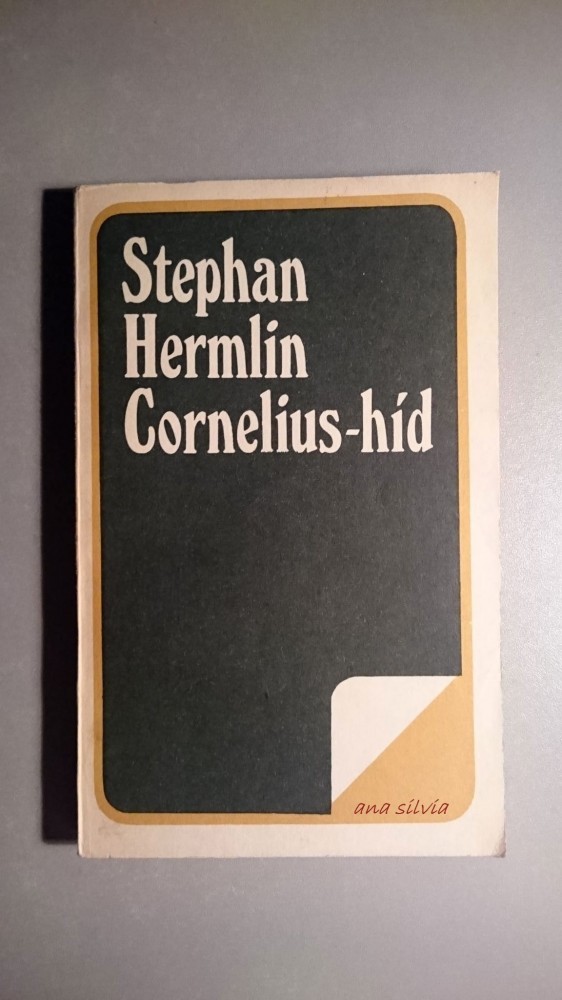 Stephan
Hermlin
Cornelius-híd
ana silvia